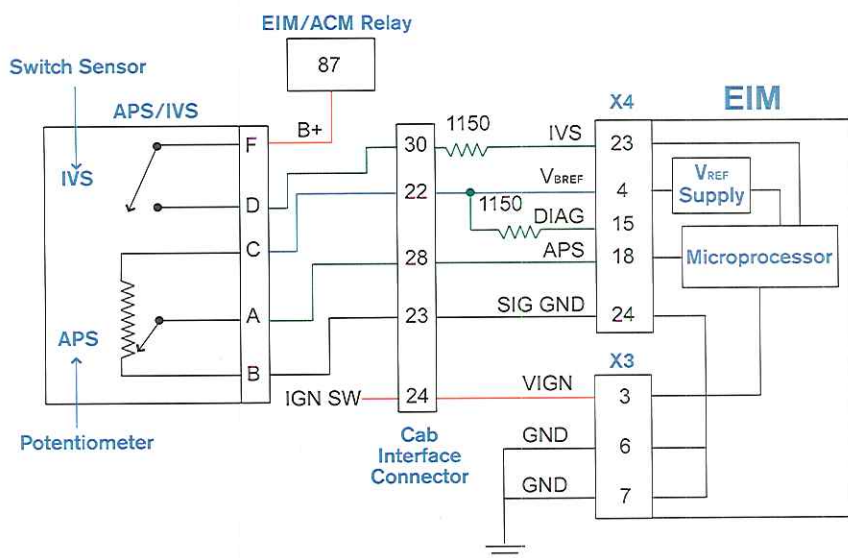 EIM/ACM Relay
87
Switch Sensor
APS/IVS
IVS
F
B+
D
C
A
APS
B
Potentiometer
IGN SW
30
22
28
23
24
Cab
Interface
Connector
1150
IVS
VBREF
1150
DIAG
APS
SIG GND
VIGN
GND
GND
X4
EIM
23
4
15
18
24
VREF
Supply
Microprocessor
X3
3
6
7